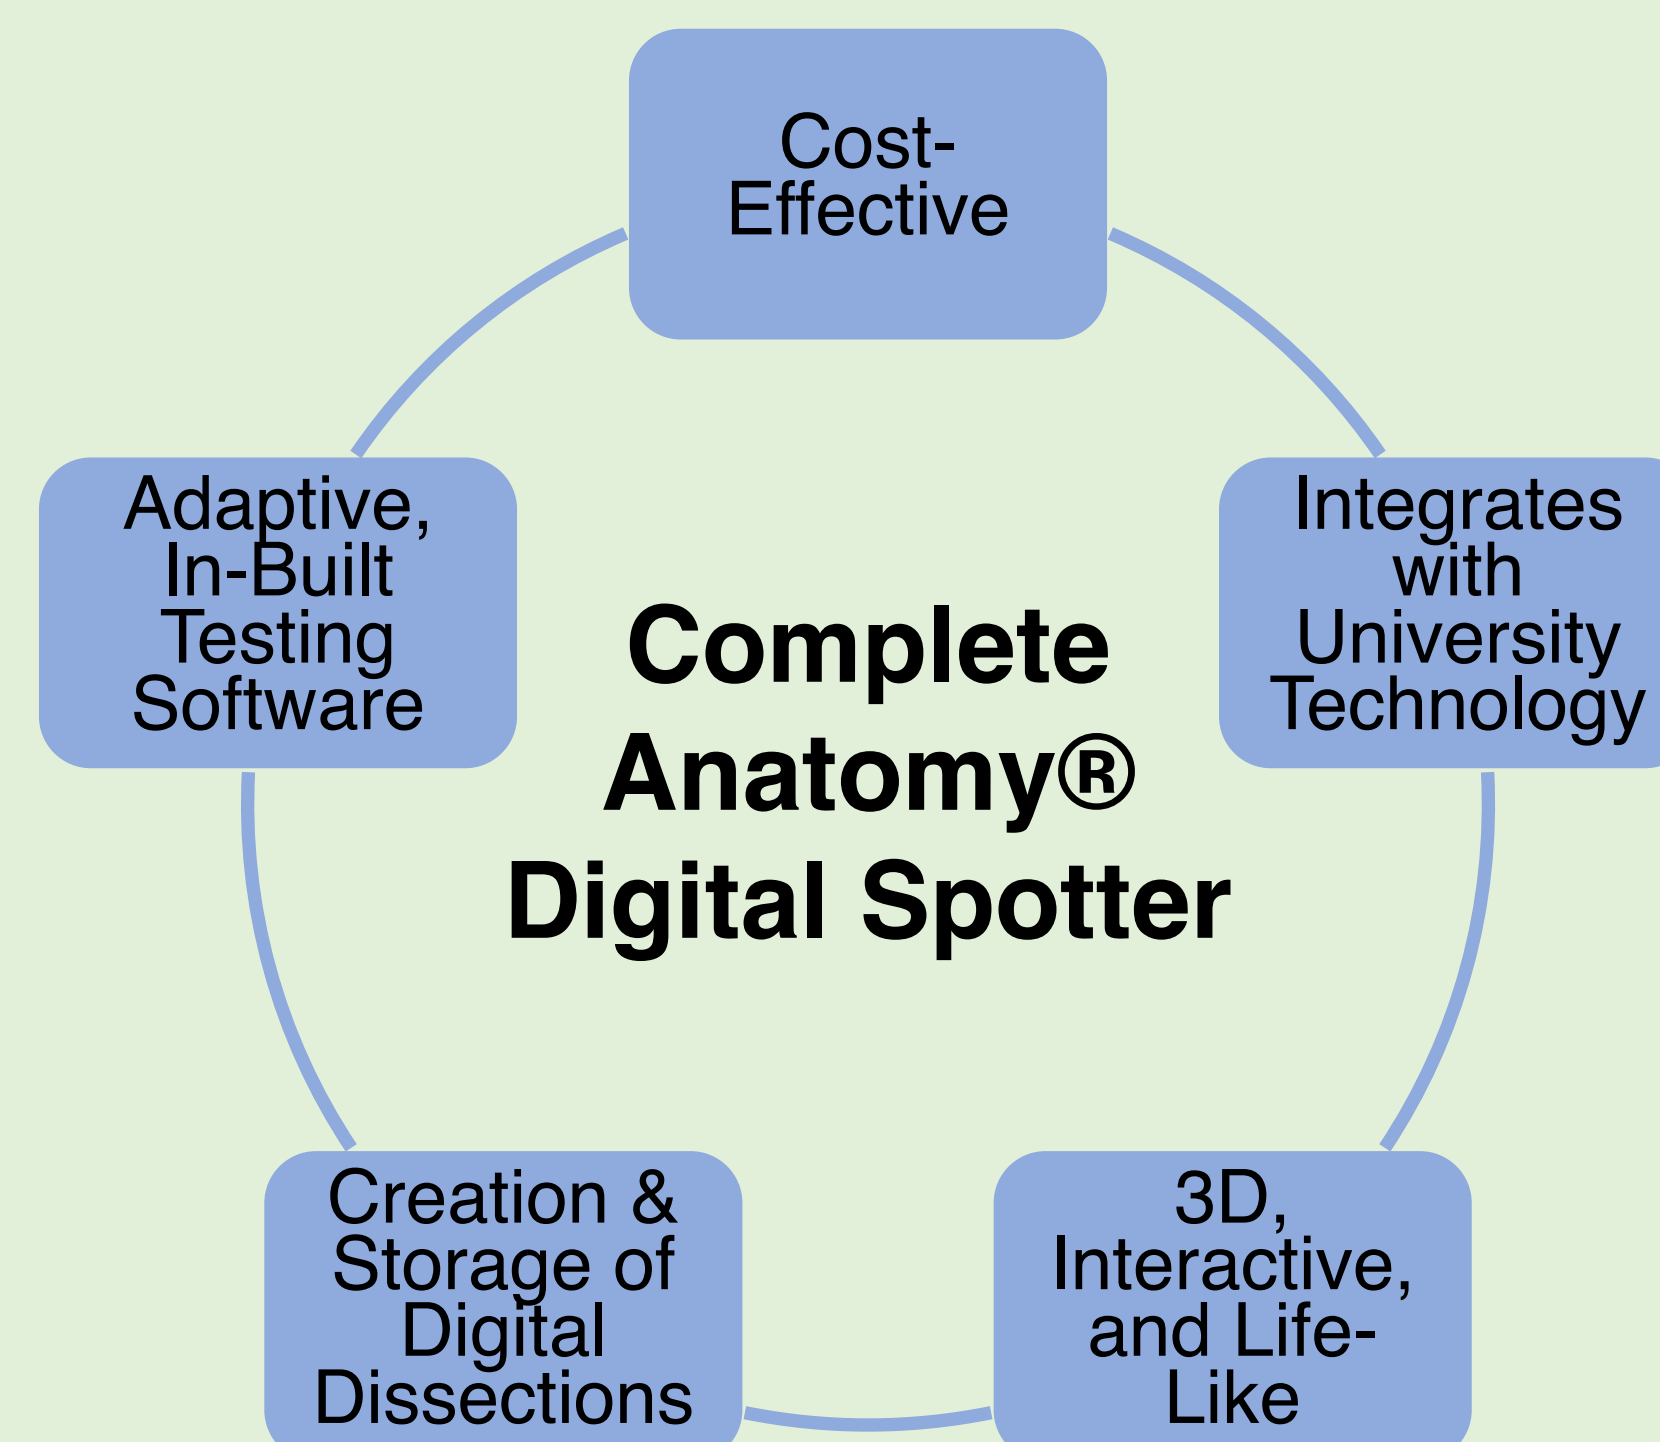 Cost-
Effective
Adaptive,
In-Built
Testing
Software
Integrates
with
University
Technology
Complete
Anatomy®
Digital Spotter
Creation &
Storage of
Digital
Dissections
3D,
Interactive,
and Life-
Like